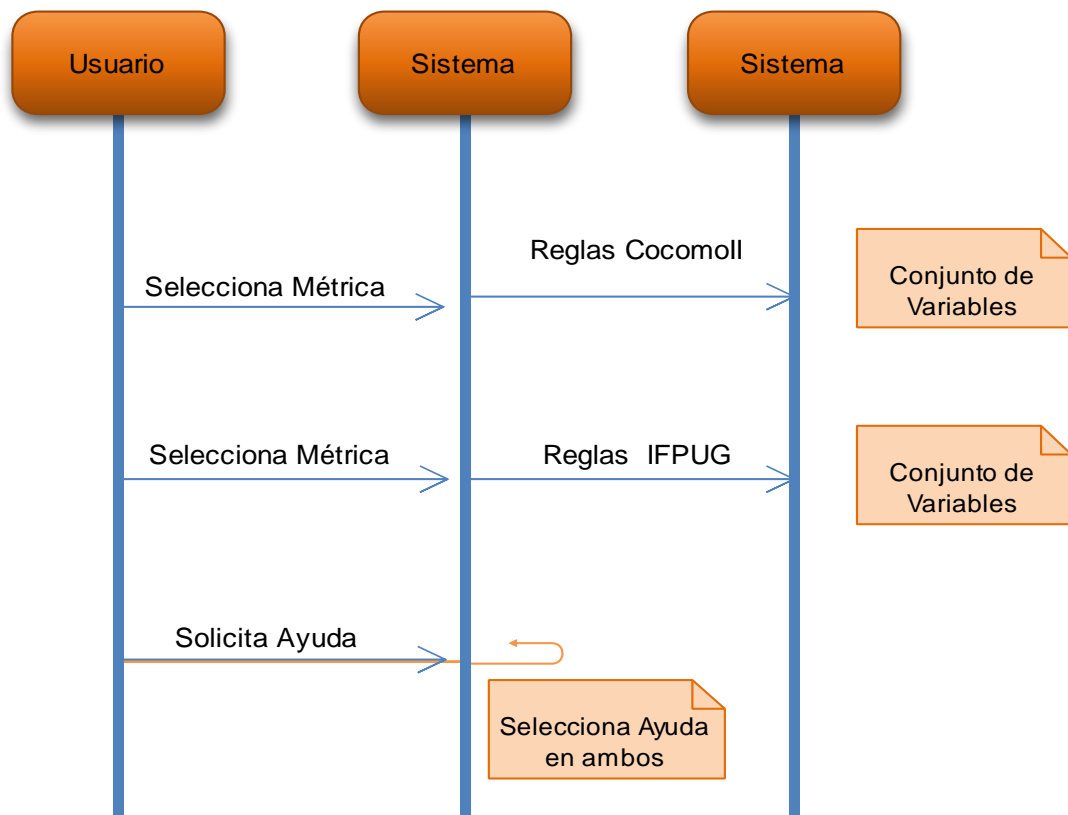 Usuario
Sistema
Sistema
Reglas CocomoII
Selecciona Métrica
Conjunto de
Variables
Selecciona Métrica
Reglas IFPUG
Conjunto de
Variables
Solicita Ayuda
Selecciona Ayuda
en ambos